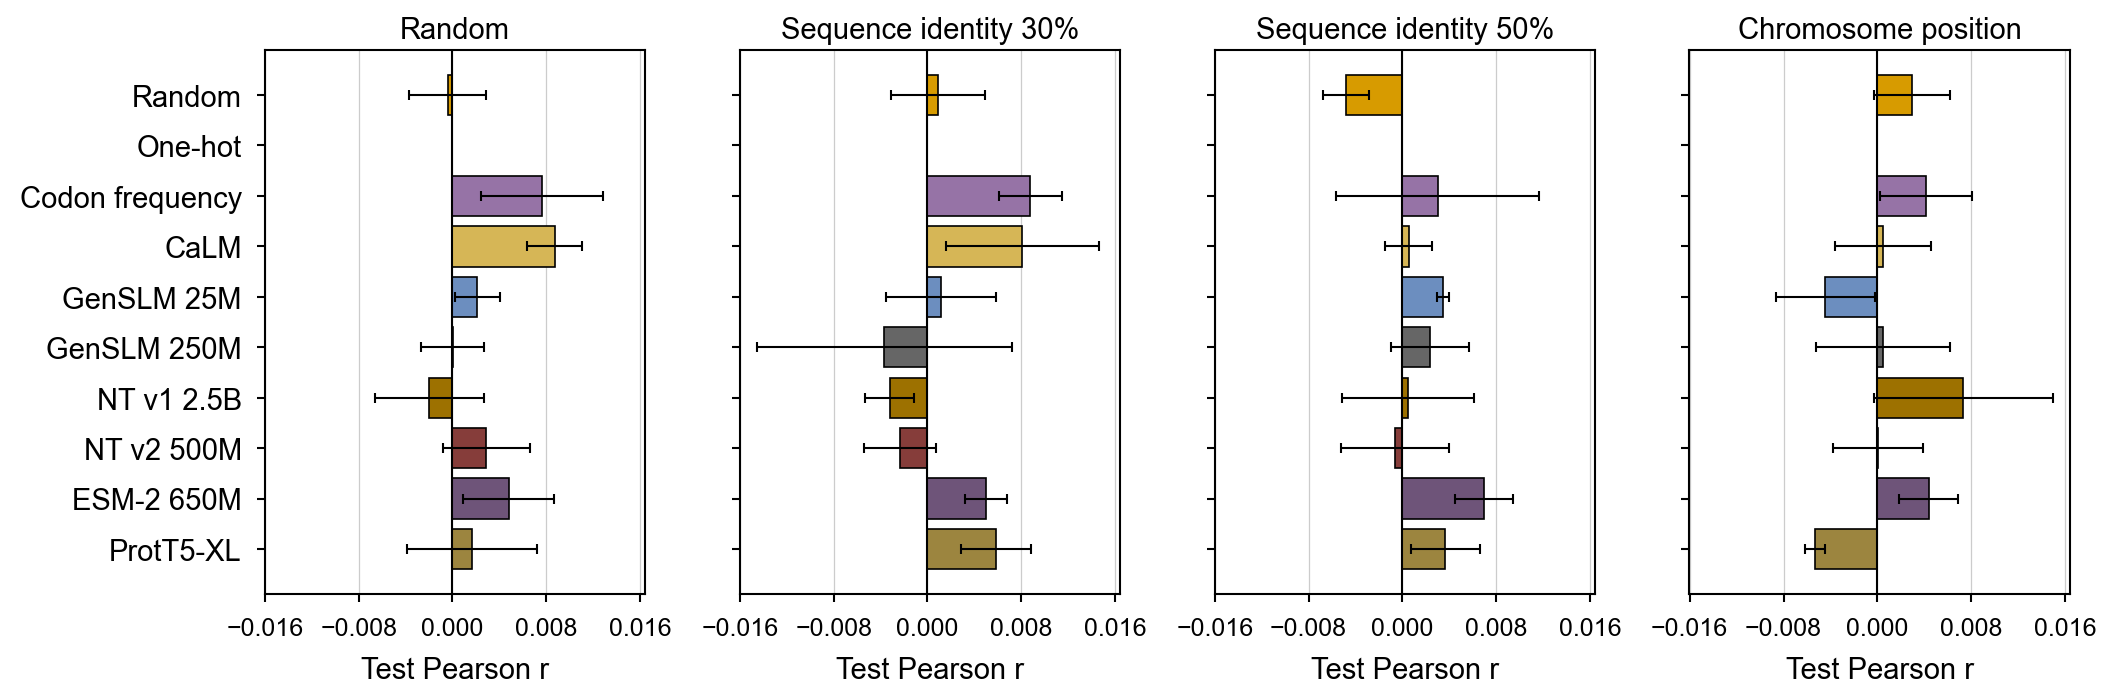 Random
Sequence identity 30%
Sequence identity 50%
Chromosome position
Random
One-hot
Codon frequency
CaLM
GenSLM 25M
GenSLM 250M
NT v1 2.5B
NT v2 500M
ESM-2 650M
ProtT5-XL
−0.016 −0.008 0.000 0.008 0.016
−0.016 −0.008 0.000 0.008 0.016
−0.016 −0.008 0.000 0.008 0.016
−0.016 −0.008 0.000 0.008 0.016
Test Pearson r
Test Pearson r
Test Pearson r
Test Pearson r